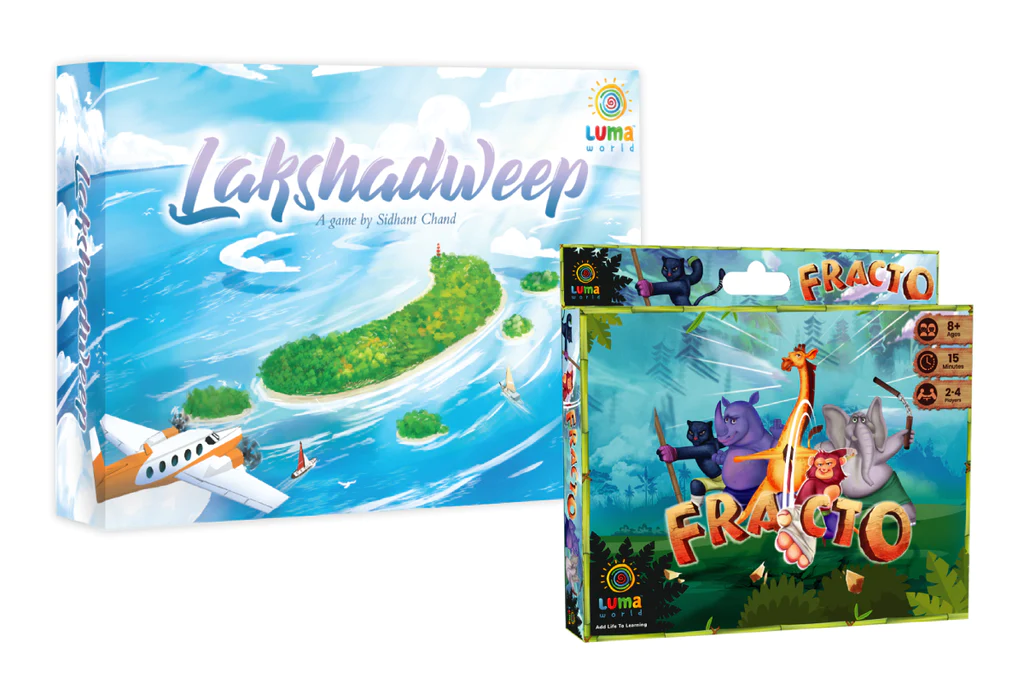 LUMA
world
Lakshadweep
A game by Sidhant Chand
Lakshadweep
LUMA
world
FRACTO
8+
Ages
15
Minutes
2-4
Players
FRACTO
FRACTO
LUMA
world
Add Life To Learning